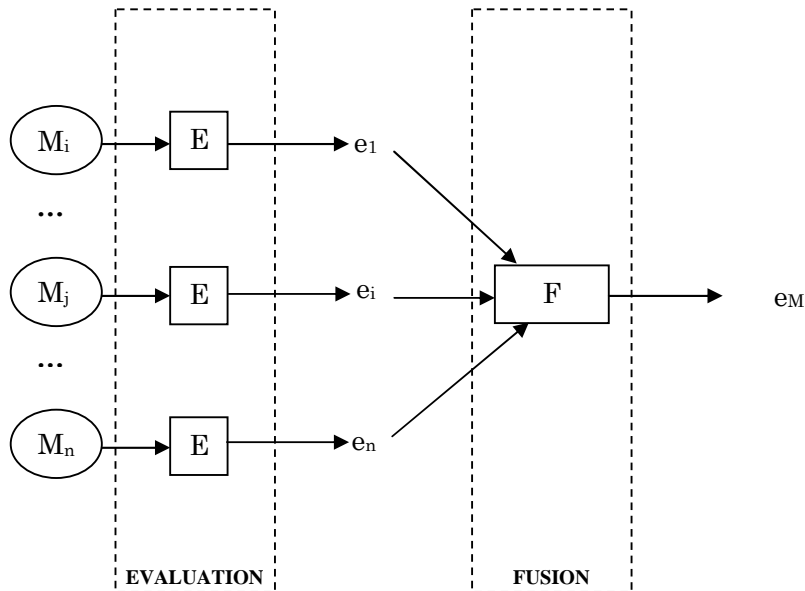 Mi E e1
...
Mj E ei F eM
...
Mn E en
EVALUATION FUSION